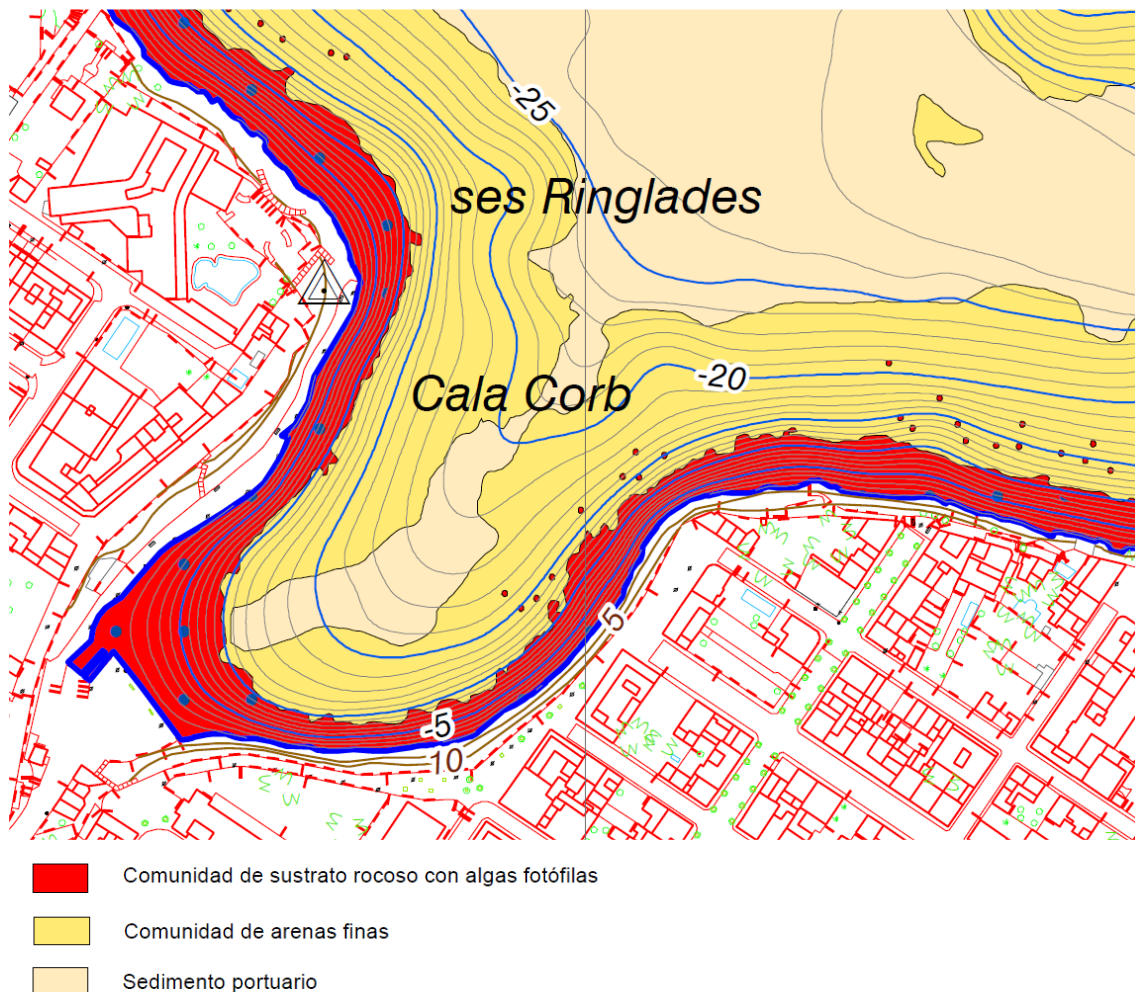 -25
ses Ringlades
-20
Cala Corb
5
-5
10
Comunidad de sustrato rocoso con algas fotófilas
Comunidad de arenas finas
Sedimento portuario